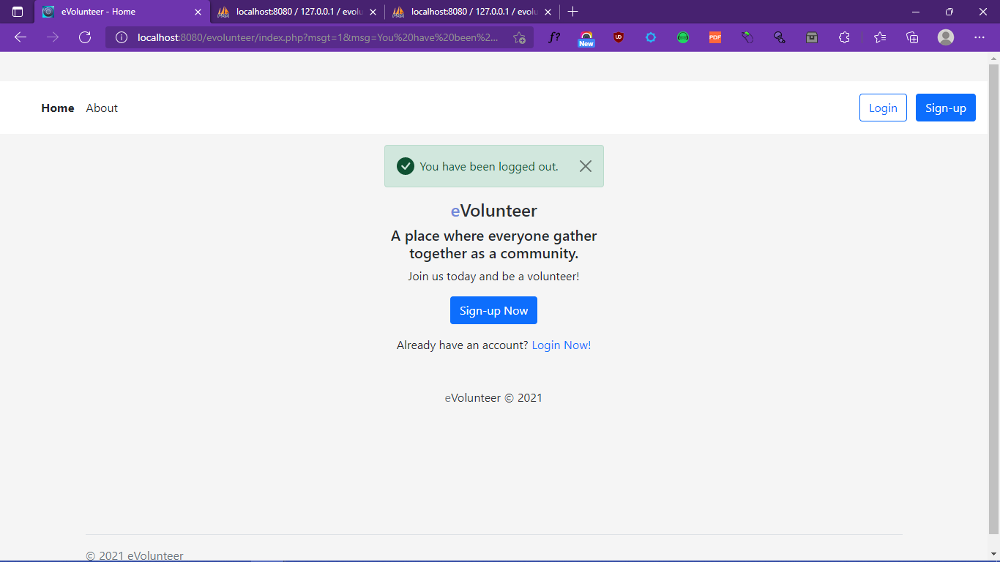 eVolunteer - Home
localhost:8080 / 127.0.0.1 / evolu
localhost:8080 / 127.0.0.1 / evolu
localhost:8080/evolunteer/index.php?msgt=1&msg=You%20have%20been%2...
f?
New
UD
PDF
Home
About
Login
Sign-up
You have been logged out.
eVolunteer
A place where everyone gather
together as a community.
Join us today and be a volunteer!
Sign-up Now
Already have an account? Login Now!
eVolunteer © 2021
© 2021 eVolunteer